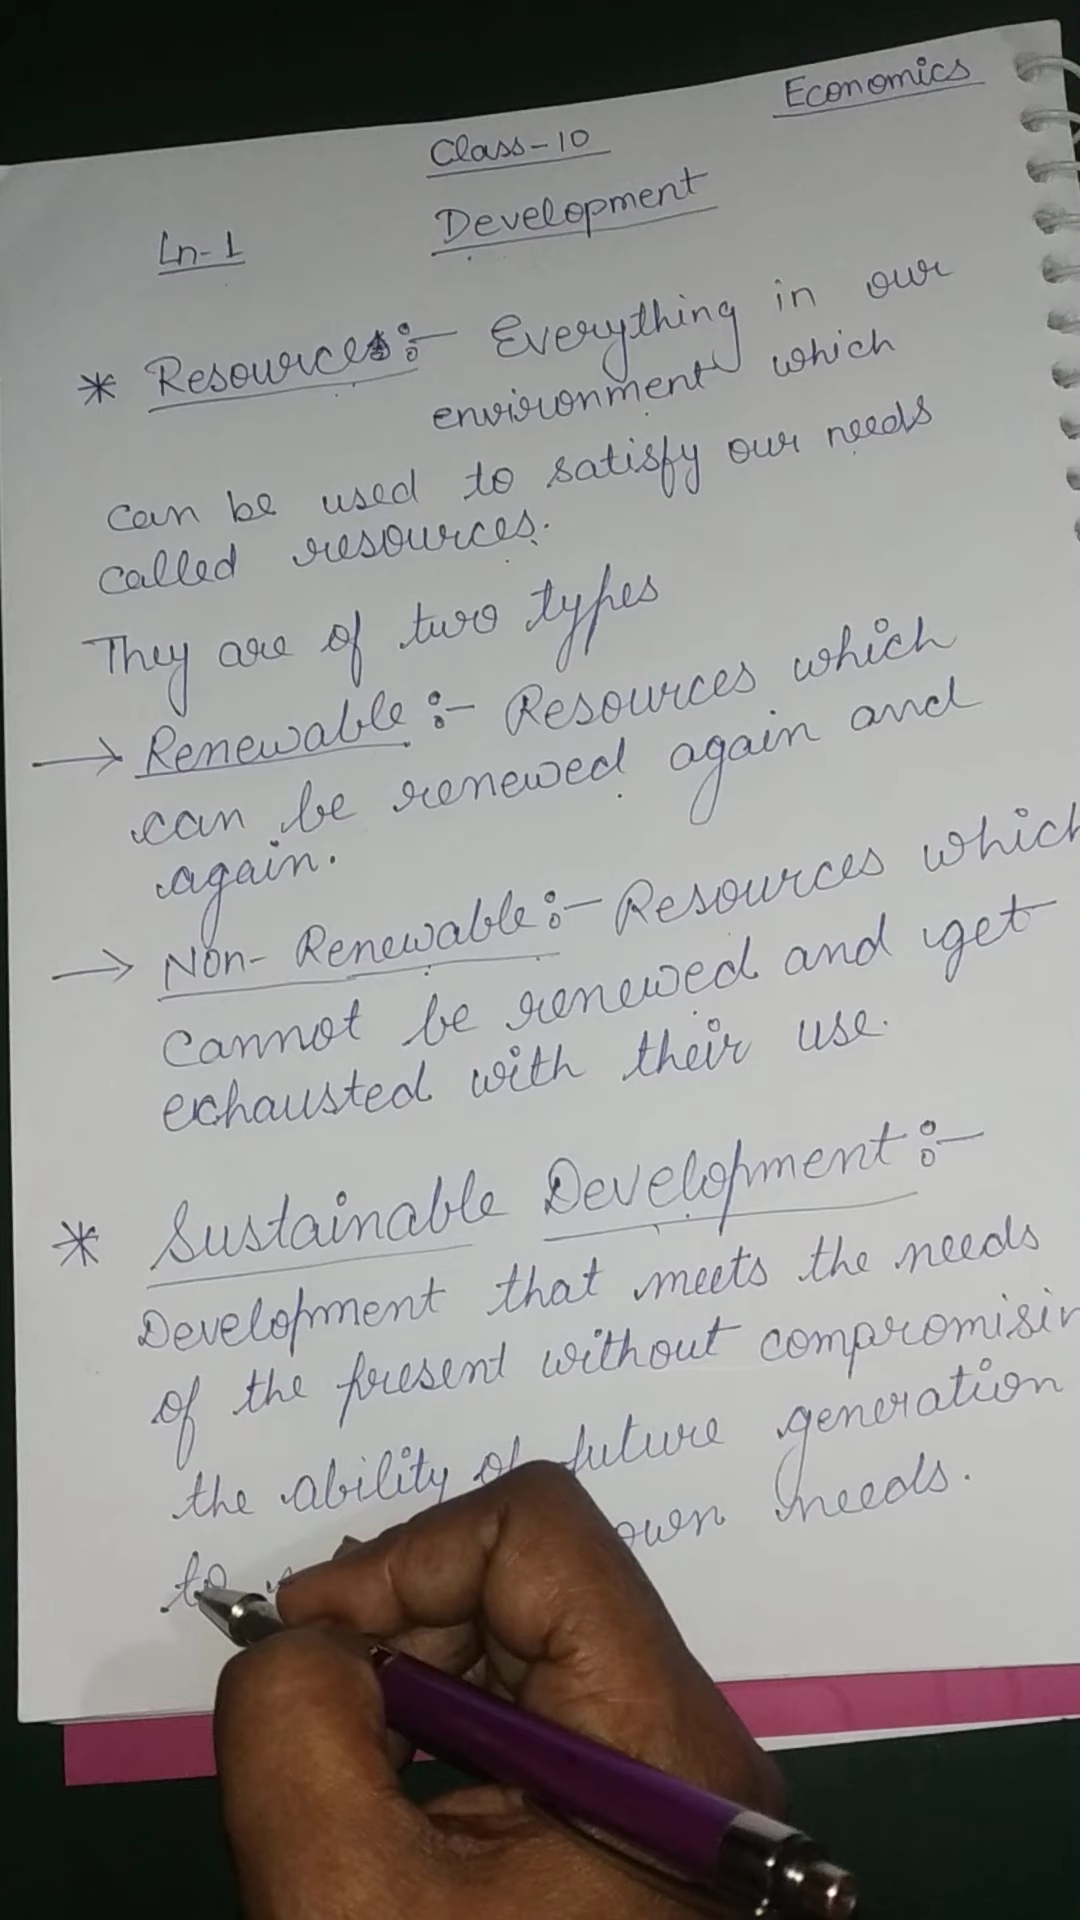 Economics
Class-10
Ln-1 Development
* Resources:- Everything in our
environment which
can be used to satisfy our needs
called resources.
They are of two types
→ Renewable:- Resources which
can be renewed again and
again.
→ Non-Renewable:- Resources which
cannot be renewed and get
exhausted with their use.
* Sustainable Development:-
Development that meets the needs
of the present without compromisin
the ability of future generation
to own needs.